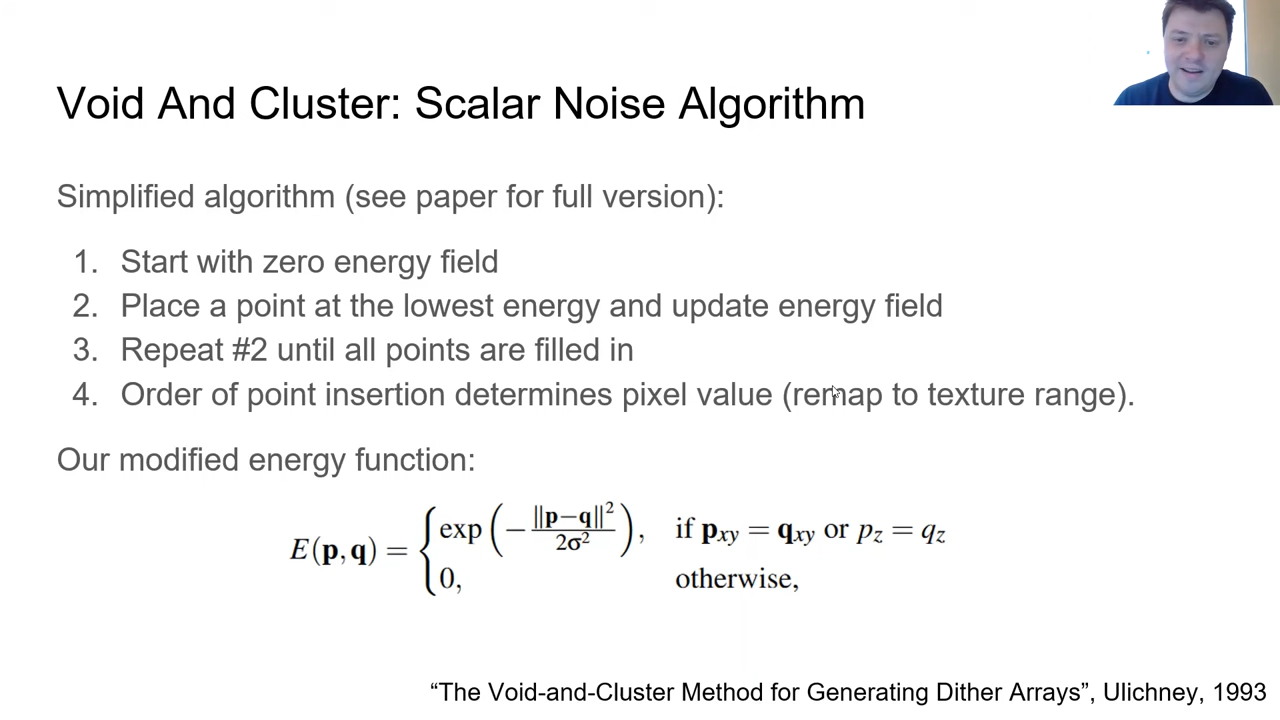 Void And Cluster: Scalar Noise Algorithm
Simplified algorithm (see paper for full version):
1. Start with zero energy field
2. Place a point at the lowest energy and update energy field
3. Repeat #2 until all points are filled in
4. Order of point insertion determines pixel value (remap to texture range).
Our modified energy function:
E(p, q) = { exp(−‖p−q‖²/2σ²), if p_xy = q_xy or p_z = q_z
0, otherwise,
“The Void-and-Cluster Method for Generating Dither Arrays”, Ulichney, 1993